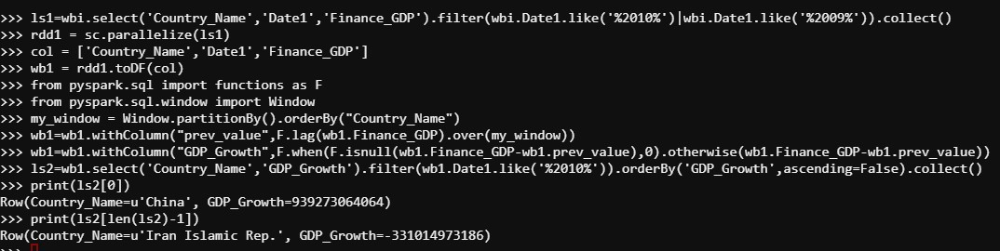 >>> ls1=wbi.select('Country_Name','Date1','Finance_GDP').filter(wbi.Date1.like('%2010%')|wbi.Date1.like('%2009%')).collect()
>>> rdd1 = sc.parallelize(ls1)
>>> col = ['Country_Name','Date1','Finance_GDP']
>>> wb1 = rdd1.toDF(col)
>>> from pyspark.sql import functions as F
>>> from pyspark.sql.window import Window
>>> my_window = Window.partitionBy().orderBy("Country_Name")
>>> wb1=wb1.withColumn("prev_value",F.lag(wb1.Finance_GDP).over(my_window))
>>> wb1=wb1.withColumn("GDP_Growth",F.when(F.isnull(wb1.Finance_GDP-wb1.prev_value),0).otherwise(wb1.Finance_GDP-wb1.prev_value))
>>> ls2=wb1.select('Country_Name','GDP_Growth').filter(wb1.Date1.like('%2010%')).orderBy('GDP_Growth',ascending=False).collect()
>>> print(ls2[0])
Row(Country_Name=u'China', GDP_Growth=939273064064)
>>> print(ls2[len(ls2)-1])
Row(Country_Name=u'Iran Islamic Rep.', GDP_Growth=-331014973186)
>>>